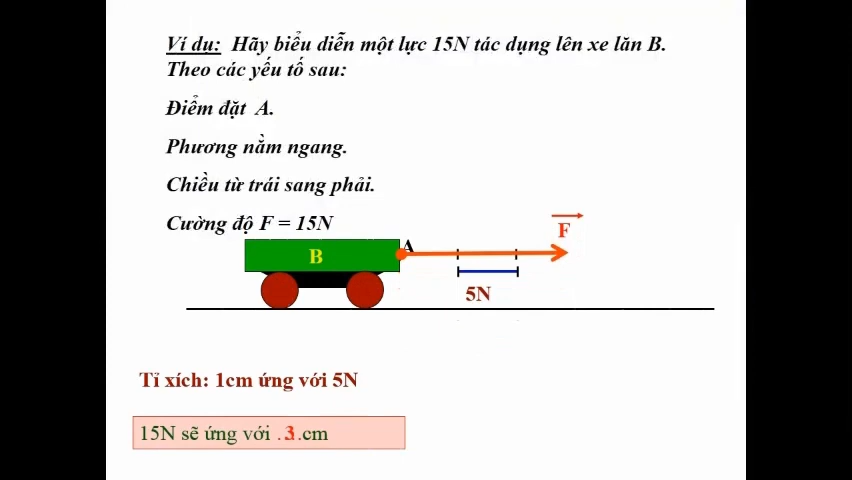 Ví dụ: Hãy biểu diễn một lực 15N tác dụng lên xe lăn B.
Theo các yếu tố sau:
Điểm đặt A.
Phương nằm ngang.
Chiều từ trái sang phải.
Cường độ F = 15N
F
A
B
5N
Tỉ xích: 1cm ứng với 5N
15N sẽ ứng với .3.cm